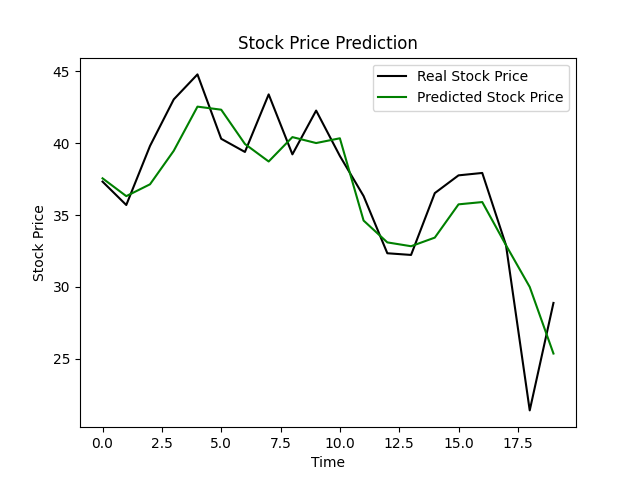 Stock Price Prediction
Real Stock Price
Predicted Stock Price
Stock Price
45
40
35
30
25
0.0 2.5 5.0 7.5 10.0 12.5 15.0 17.5
Time